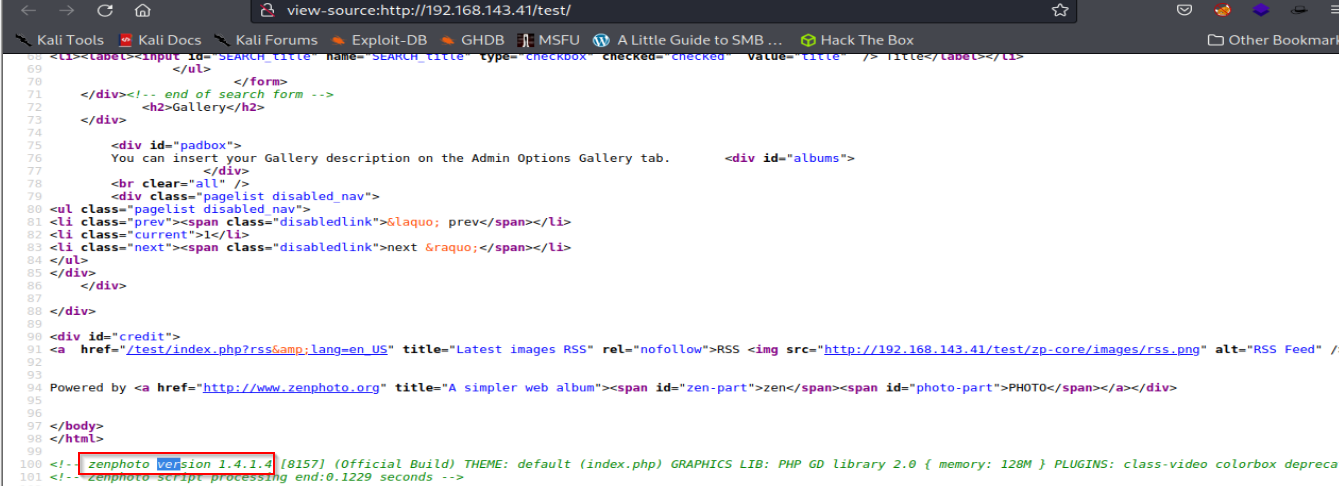 view-source:http://192.168.143.41/test/
Kali Tools Kali Docs Kali Forums Exploit-DB GHDB MSFU A Little Guide to SMB ... Hack The Box Other Bookmark
68 <li><label><input id="SEARCH_title" name="SEARCH_title" type="checkbox" checked="checked" value="title" /> Title</label></li>
69 </ul>
70 </form>
71 </div><!-- end of search form -->
72 <h2>Gallery</h2>
73 </div>
74
75 <div id="padbox">
76 You can insert your Gallery description on the Admin Options Gallery tab. <div id="albums">
77 </div>
78 <br clear="all" />
79 <div class="pagelist disabled_nav">
80 <ul class="pagelist disabled_nav">
81 <li class="prev"><span class="disabledlink">&laquo; prev</span></li>
82 <li class="current">1</li>
83 <li class="next"><span class="disabledlink">next &raquo;</span></li>
84 </ul>
85 </div>
86 </div>
87
88 </div>
89
90 <div id="credit">
91 <a href="/test/index.php?rss&amp;lang=en_US" title="Latest images RSS" rel="nofollow">RSS <img src="http://192.168.143.41/test/zp-core/images/rss.png" alt="RSS Feed" /
92
93
94 Powered by <a href="http://www.zenphoto.org" title="A simpler web album"><span id="zen-part">zen</span><span id="photo-part">PHOTO</span></a></div>
95
96
97 </body>
98 </html>
99
100 <!-- zenphoto version 1.4.1.4 [8157] (Official Build) THEME: default (index.php) GRAPHICS LIB: PHP GD library 2.0 { memory: 128M } PLUGINS: class-video colorbox depreca
101 <!-- zenphoto script processing end:0.1229 seconds -->